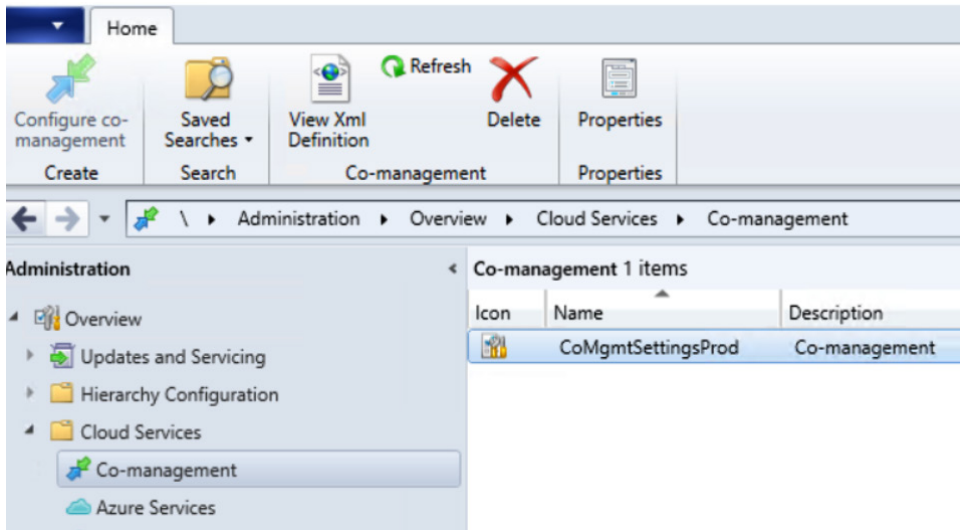 Home
Configure co-management
Saved Searches
View Xml Definition
Refresh
Delete
Properties
Create
Search
Co-management
Properties
\ Administration Overview Cloud Services Co-management
Administration
Overview
Updates and Servicing
Hierarchy Configuration
Cloud Services
Co-management
Azure Services
Co-management 1 items
Icon Name Description
CoMgmtSettingsProd Co-management